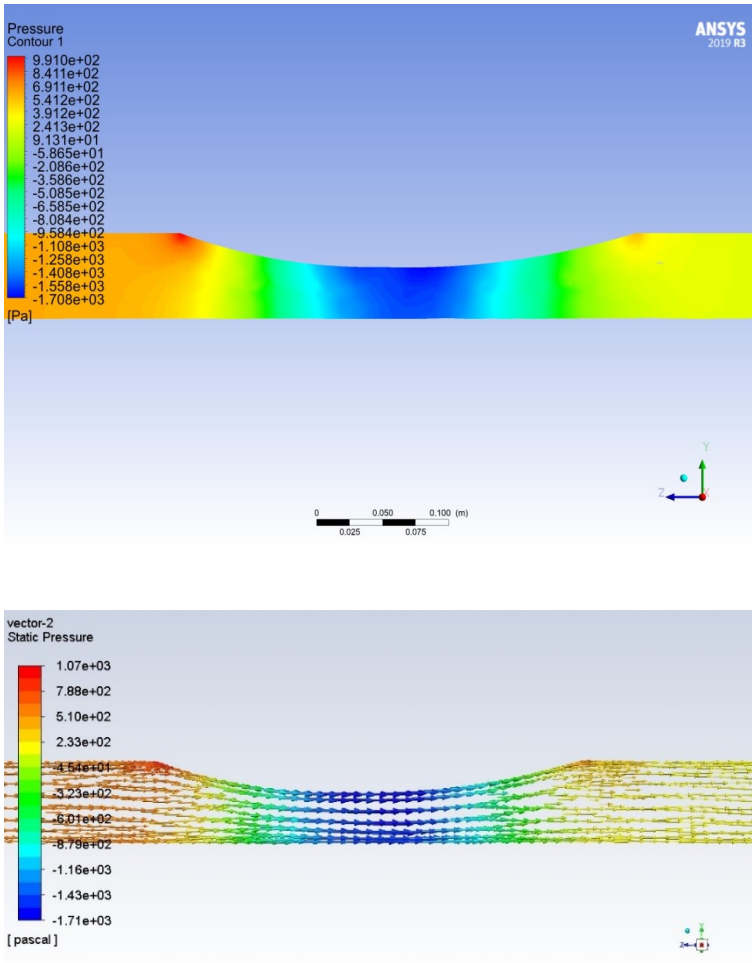 Pressure
Contour 1
ANSYS
2019 R3
9.910e+02
8.411e+02
6.911e+02
5.412e+02
3.912e+02
2.413e+02
9.131e+01
-5.865e+01
-2.086e+02
-3.586e+02
-5.085e+02
-6.585e+02
-8.084e+02
-9.584e+02
-1.108e+03
-1.258e+03
-1.408e+03
-1.558e+03
-1.708e+03
[Pa]
Y
Z X
0 0.050 0.100 (m)
0.025 0.075
vector-2
Static Pressure
1.07e+03
7.88e+02
5.10e+02
2.33e+02
-4.54e+01
-3.23e+02
-6.01e+02
-8.79e+02
-1.16e+03
-1.43e+03
-1.71e+03
[ pascal ]
Y
Z